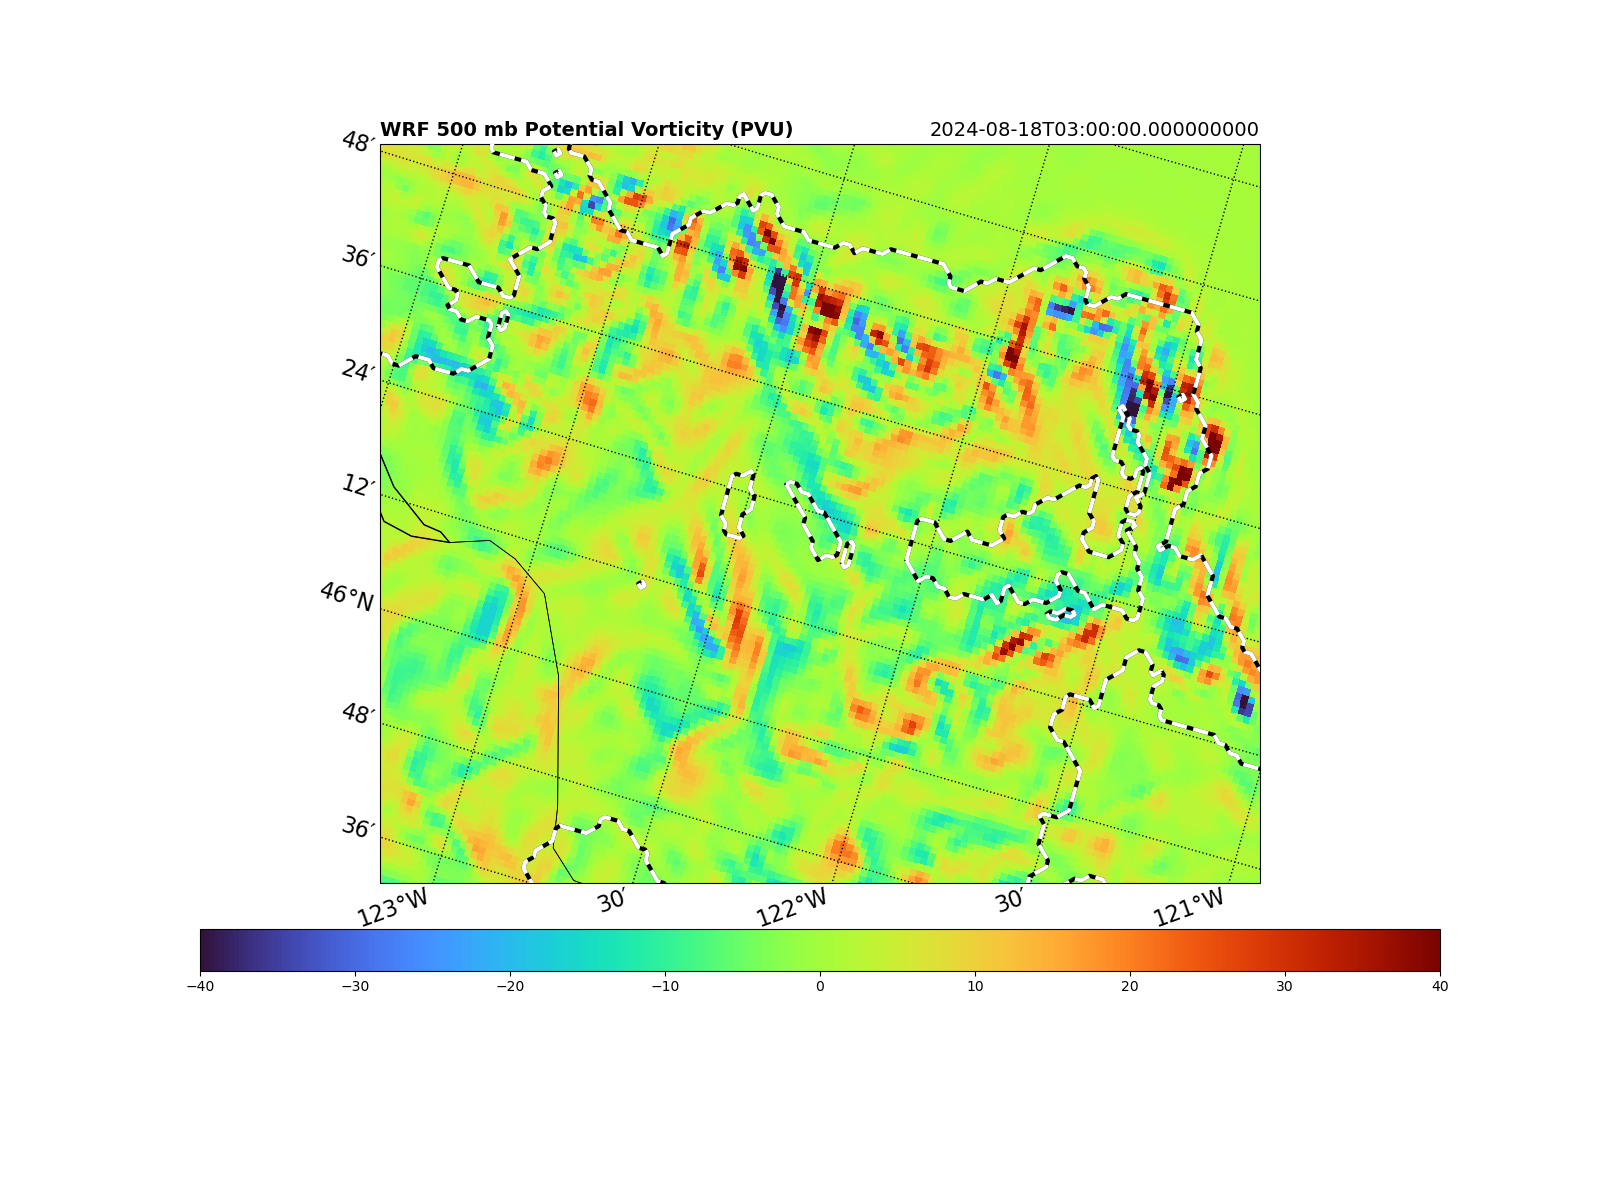 WRF 500 mb Potential Vorticity (PVU) 2024-08-18T03:00:00.000000000
48′
36′
24′
12′
46°N
48′
36′
123°W 30′ 122°W 30′ 121°W
−40 −30 −20 −10 0 10 20 30 40